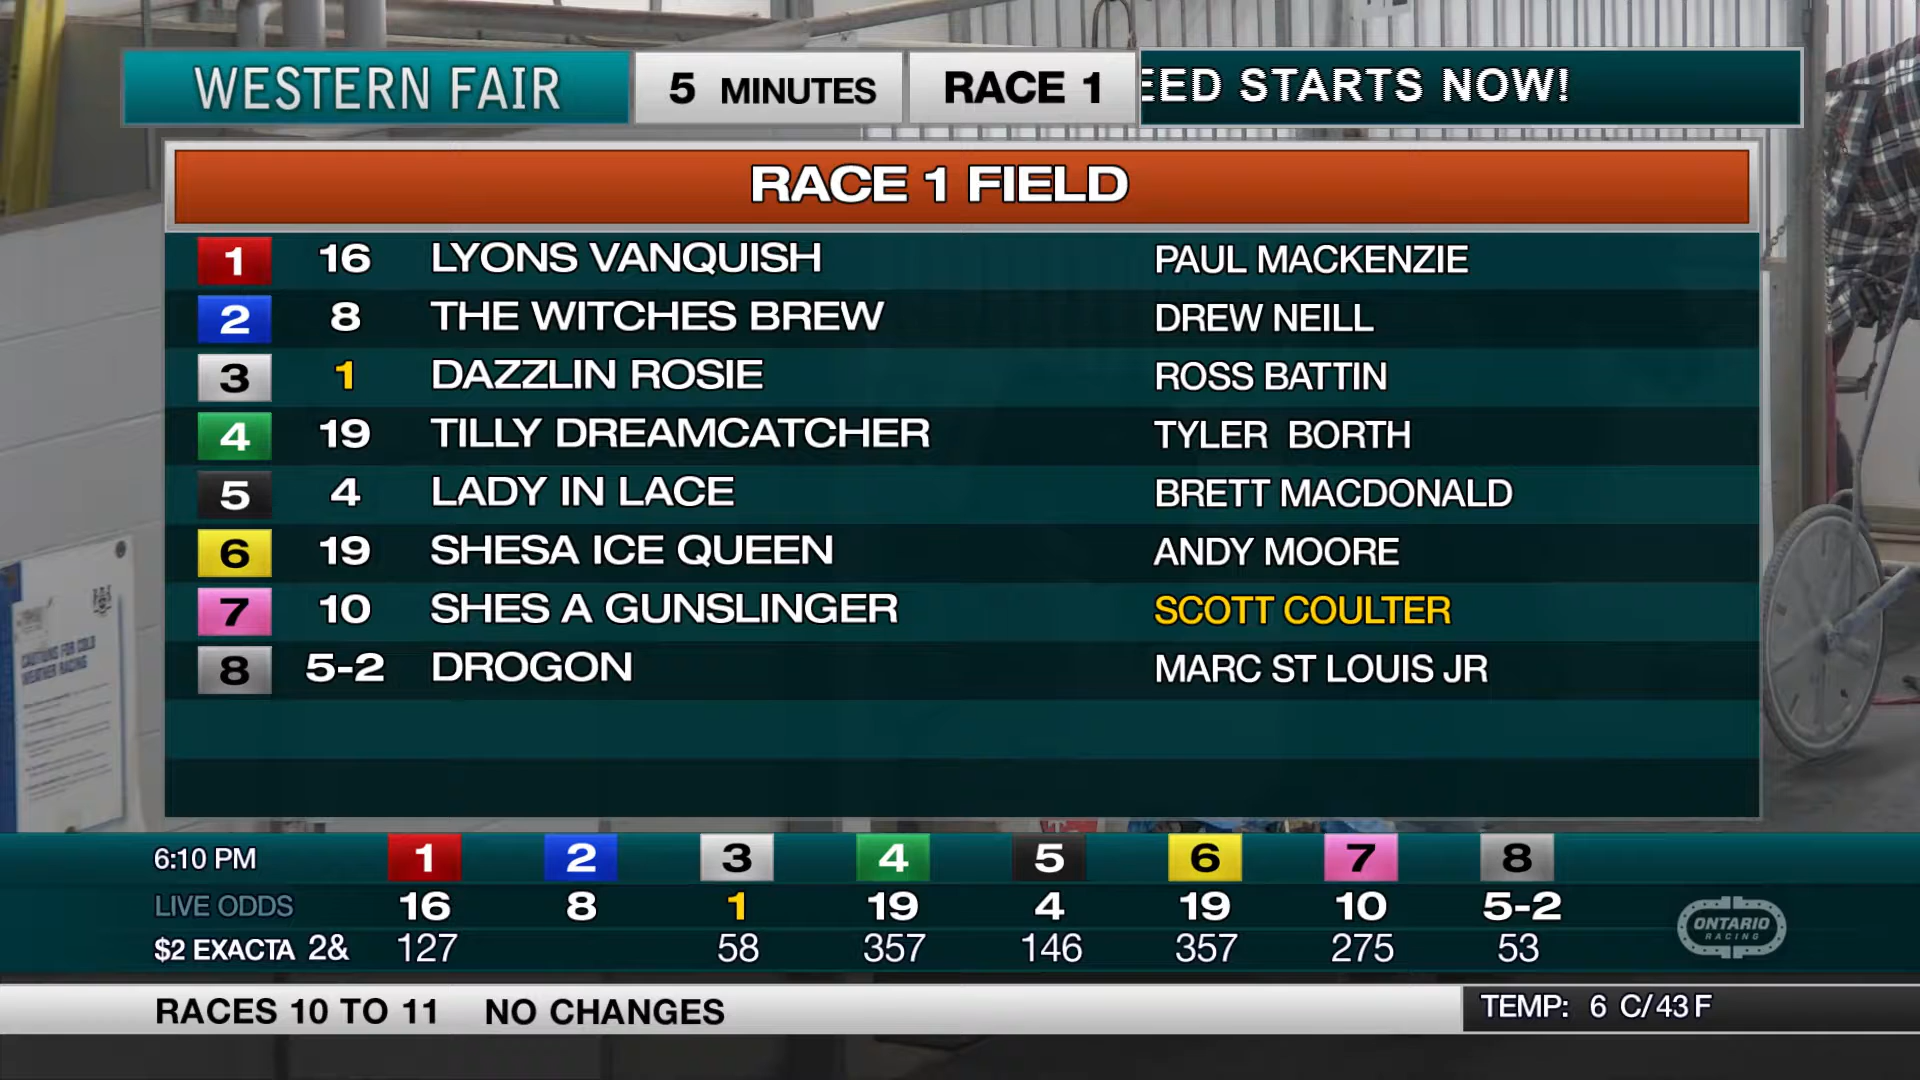 WESTERN FAIR 5 MINUTES RACE 1 EED STARTS NOW!
RACE 1 FIELD
1 16 LYONS VANQUISH PAUL MACKENZIE
2 8 THE WITCHES BREW DREW NEILL
3 1 DAZZLIN ROSIE ROSS BATTIN
4 19 TILLY DREAMCATCHER TYLER BORTH
5 4 LADY IN LACE BRETT MACDONALD
6 19 SHESA ICE QUEEN ANDY MOORE
7 10 SHES A GUNSLINGER SCOTT COULTER
8 5-2 DROGON MARC ST LOUIS JR
CAUTIONS FOR COLD
WEATHER RACING
6:10 PM 1 2 3 4 5 6 7 8
LIVE ODDS 16 8 1 19 4 19 10 5-2
$2 EXACTA 2& 127 58 357 146 357 275 53
ONTARIO
RACING
RACES 10 TO 11 NO CHANGES
TEMP: 6 C/43 F